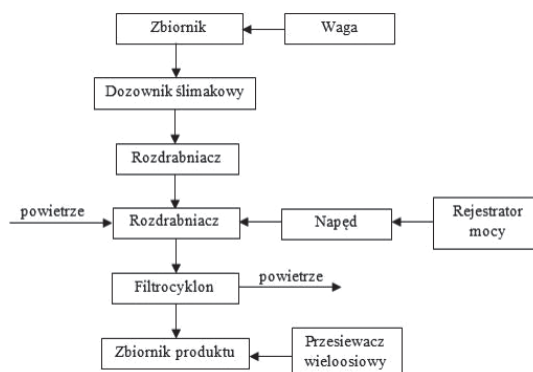 Zbiornik
Waga
Dozownik ślimakowy
Rozdrabniacz
powietrze
Rozdrabniacz
Napęd
Rejestrator
mocy
Filtrocyklon
powietrze
Zbiornik produktu
Przesiewacz
wieloosiowy